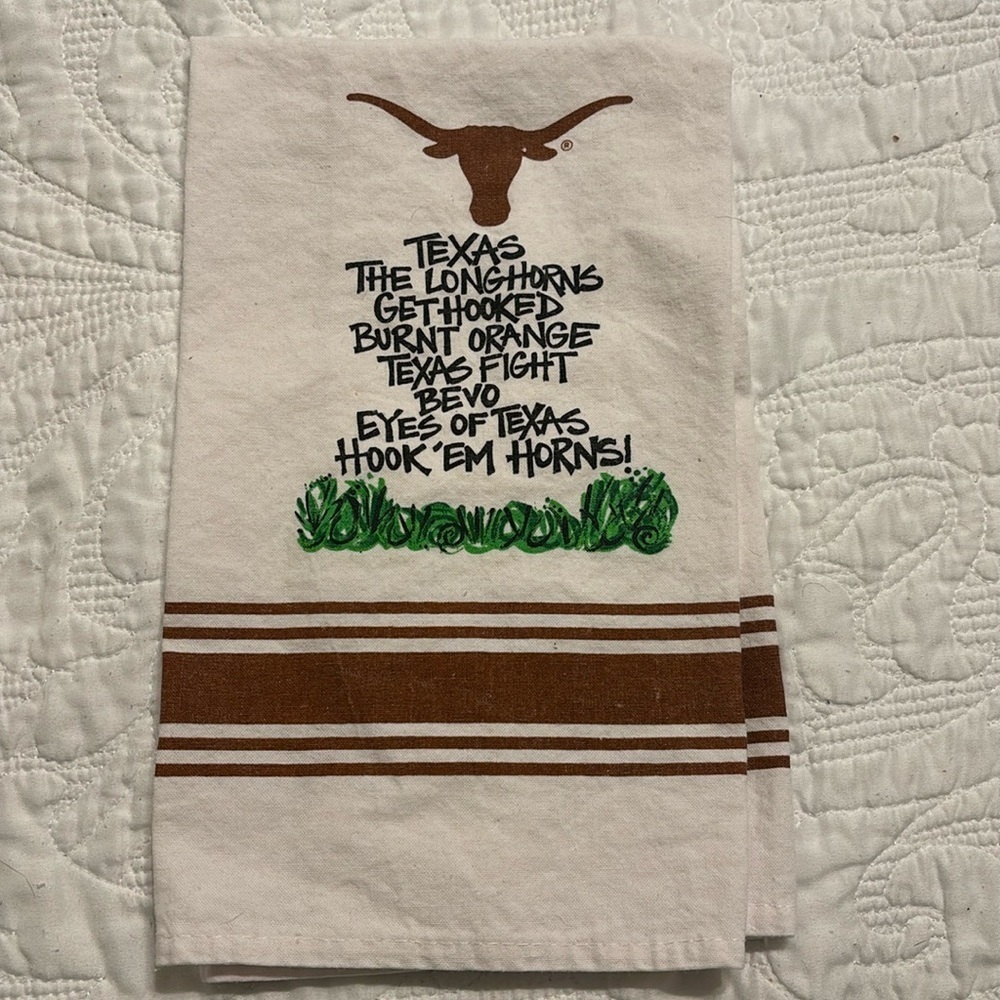 ®
TEXAS
THE LONGHORNS
GET HOOKED
BURNT ORANGE
TEXAS FIGHT
BEVO
EYES OF TEXAS
HOOK 'EM HORNS!